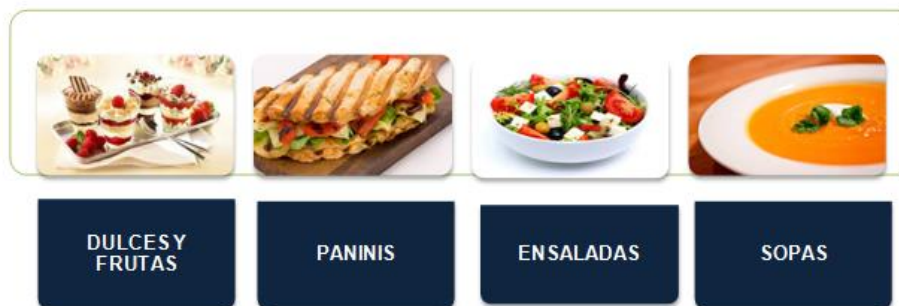 DULCES Y
FRUTAS
PANINIS
ENSALADAS
SOPAS